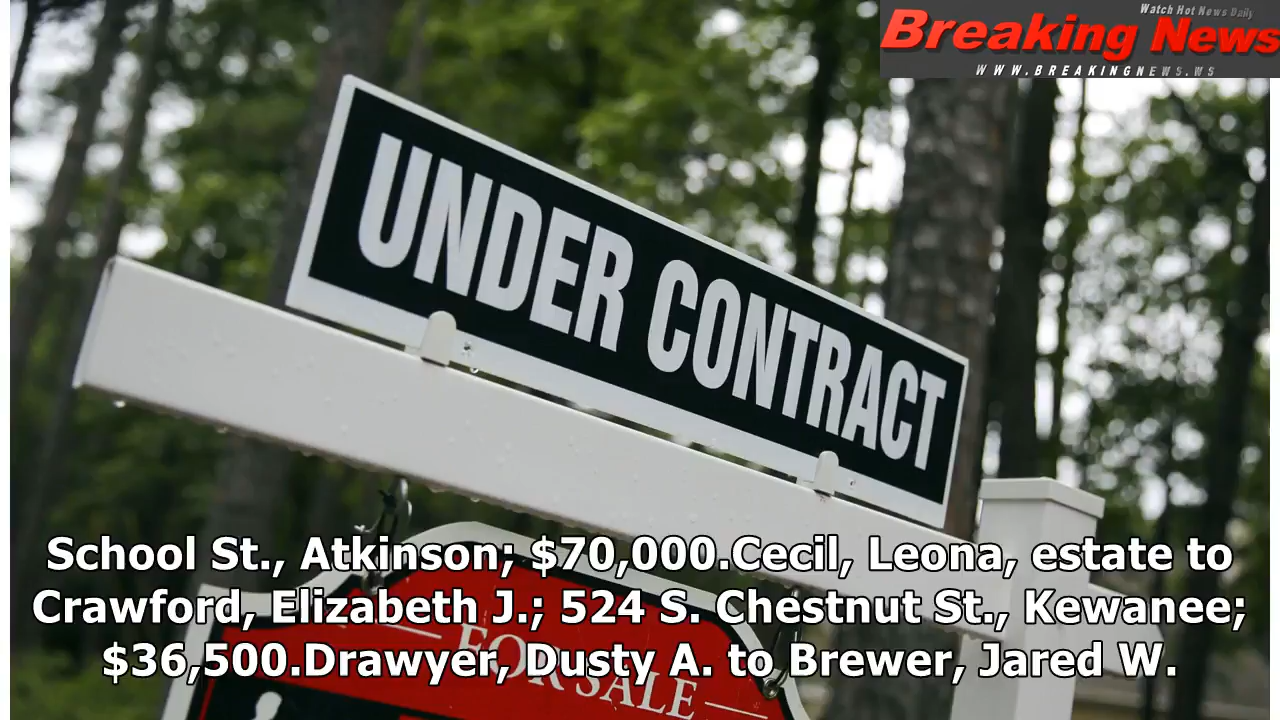 Watch Hot News Daily
Breaking News
WWW.BREAKINGNEWS.WS
UNDER CONTRACT
School St., Atkinson; $70,000.Cecil, Leona, estate to
Crawford, Elizabeth J.; 524 S. Chestnut St., Kewanee;
$36,500.Drawyer, Dusty A. to Brewer, Jared W.
FOR SALE